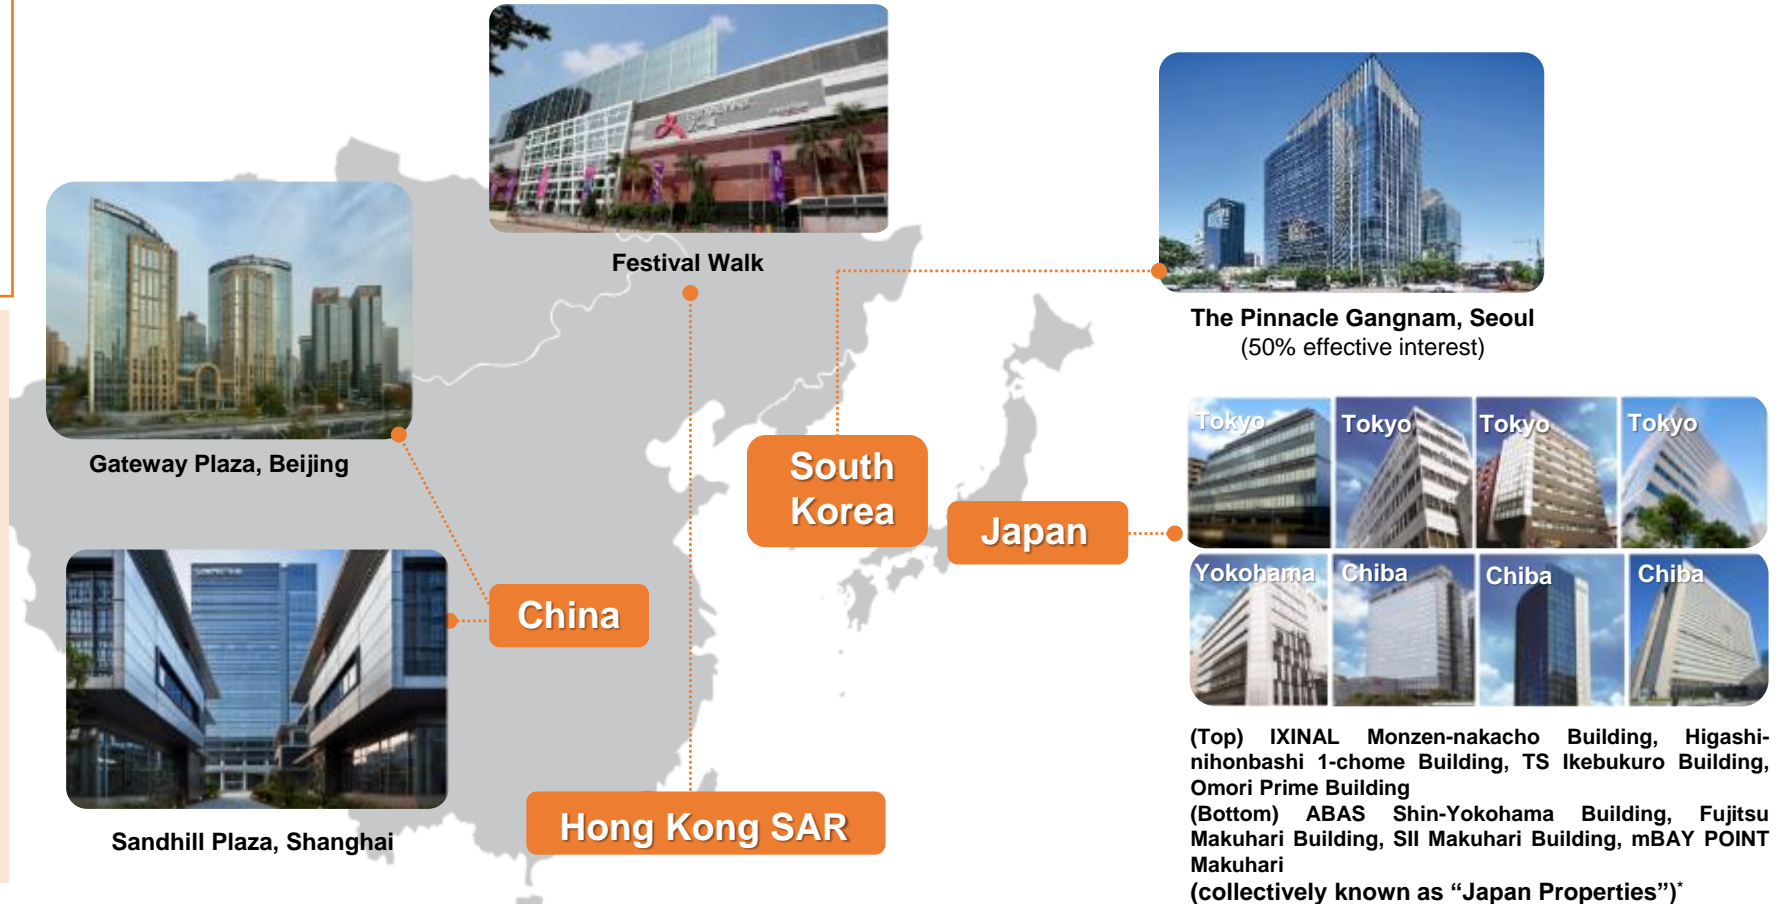 Festival Walk
The Pinnacle Gangnam, Seoul
(50% effective interest)
Gateway Plaza, Beijing
South
Korea
Japan
China
Hong Kong SAR
Sandhill Plaza, Shanghai
Tokyo
Tokyo
Tokyo
Tokyo
Yokohama
Chiba
Chiba
Chiba
(Top) IXINAL Monzen-nakacho Building, Higashi-
nihonbashi 1-chome Building, TS Ikebukuro Building,
Omori Prime Building
(Bottom) ABAS Shin-Yokohama Building, Fujitsu
Makuhari Building, SII Makuhari Building, mBAY POINT
Makuhari
(collectively known as “Japan Properties”)*